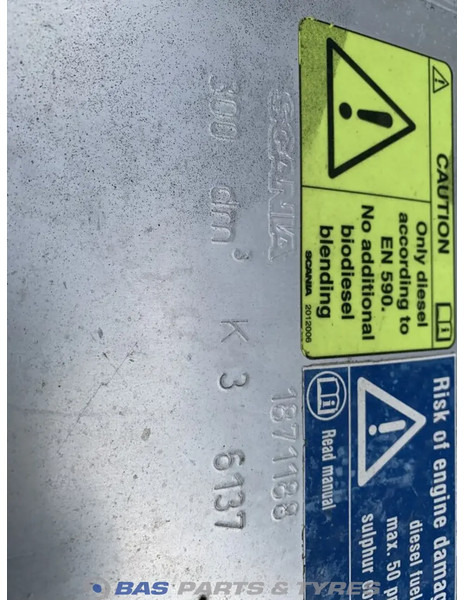 SCANIA 1871188
300 dm³ K 3 6137
CAUTION
Only diesel
according to
EN 590.
No additional
biodiesel
blending
SCANIA 2012006
Risk of engine damag
Read manual
diesel fuel
max. 50 p
sulphur
BAS PARTS & TYRES